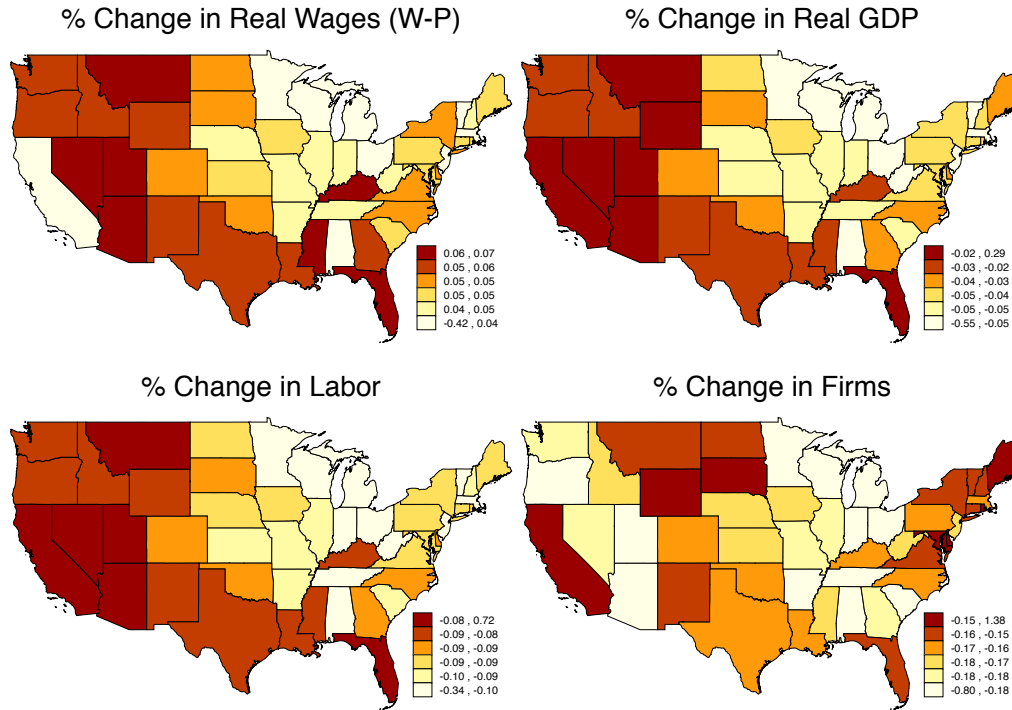 % Change in Real Wages (W-P)
0.06 , 0.07
0.05 , 0.06
0.05 , 0.05
0.05 , 0.05
0.04 , 0.05
-0.42 , 0.04
% Change in Real GDP
-0.02 , 0.29
-0.03 , -0.02
-0.04 , -0.03
-0.05 , -0.04
-0.05 , -0.05
-0.55 , -0.05
% Change in Labor
-0.08 , 0.72
-0.09 , -0.08
-0.09 , -0.09
-0.09 , -0.09
-0.10 , -0.09
-0.34 , -0.10
% Change in Firms
-0.15 , 1.38
-0.16 , -0.15
-0.17 , -0.16
-0.18 , -0.17
-0.18 , -0.18
-0.80 , -0.18